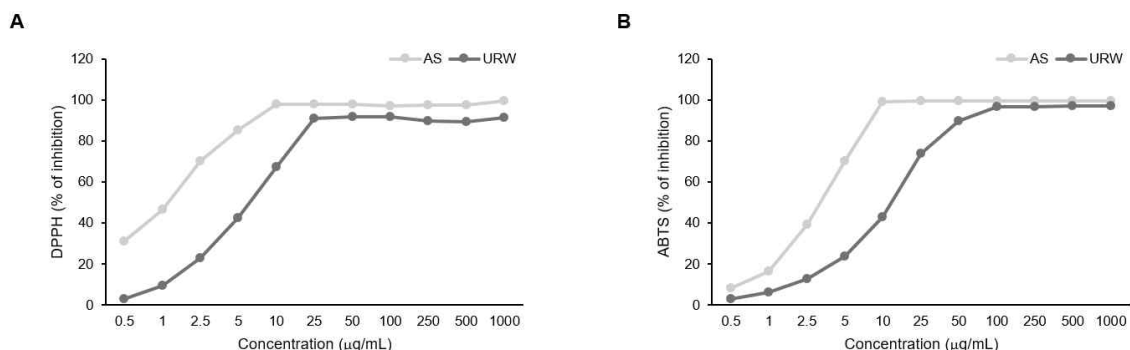 A
120
100
80
60
40
20
0
DPPH (% of inhibition)
AS URW
0.5 1 2.5 5 10 25 50 100 250 500 1000
Concentration (µg/mL)
B
120
100
80
60
40
20
0
ABTS (% of inhibition)
AS URW
0.5 1 2.5 5 10 25 50 100 250 500 1000
Concentration (µg/mL)